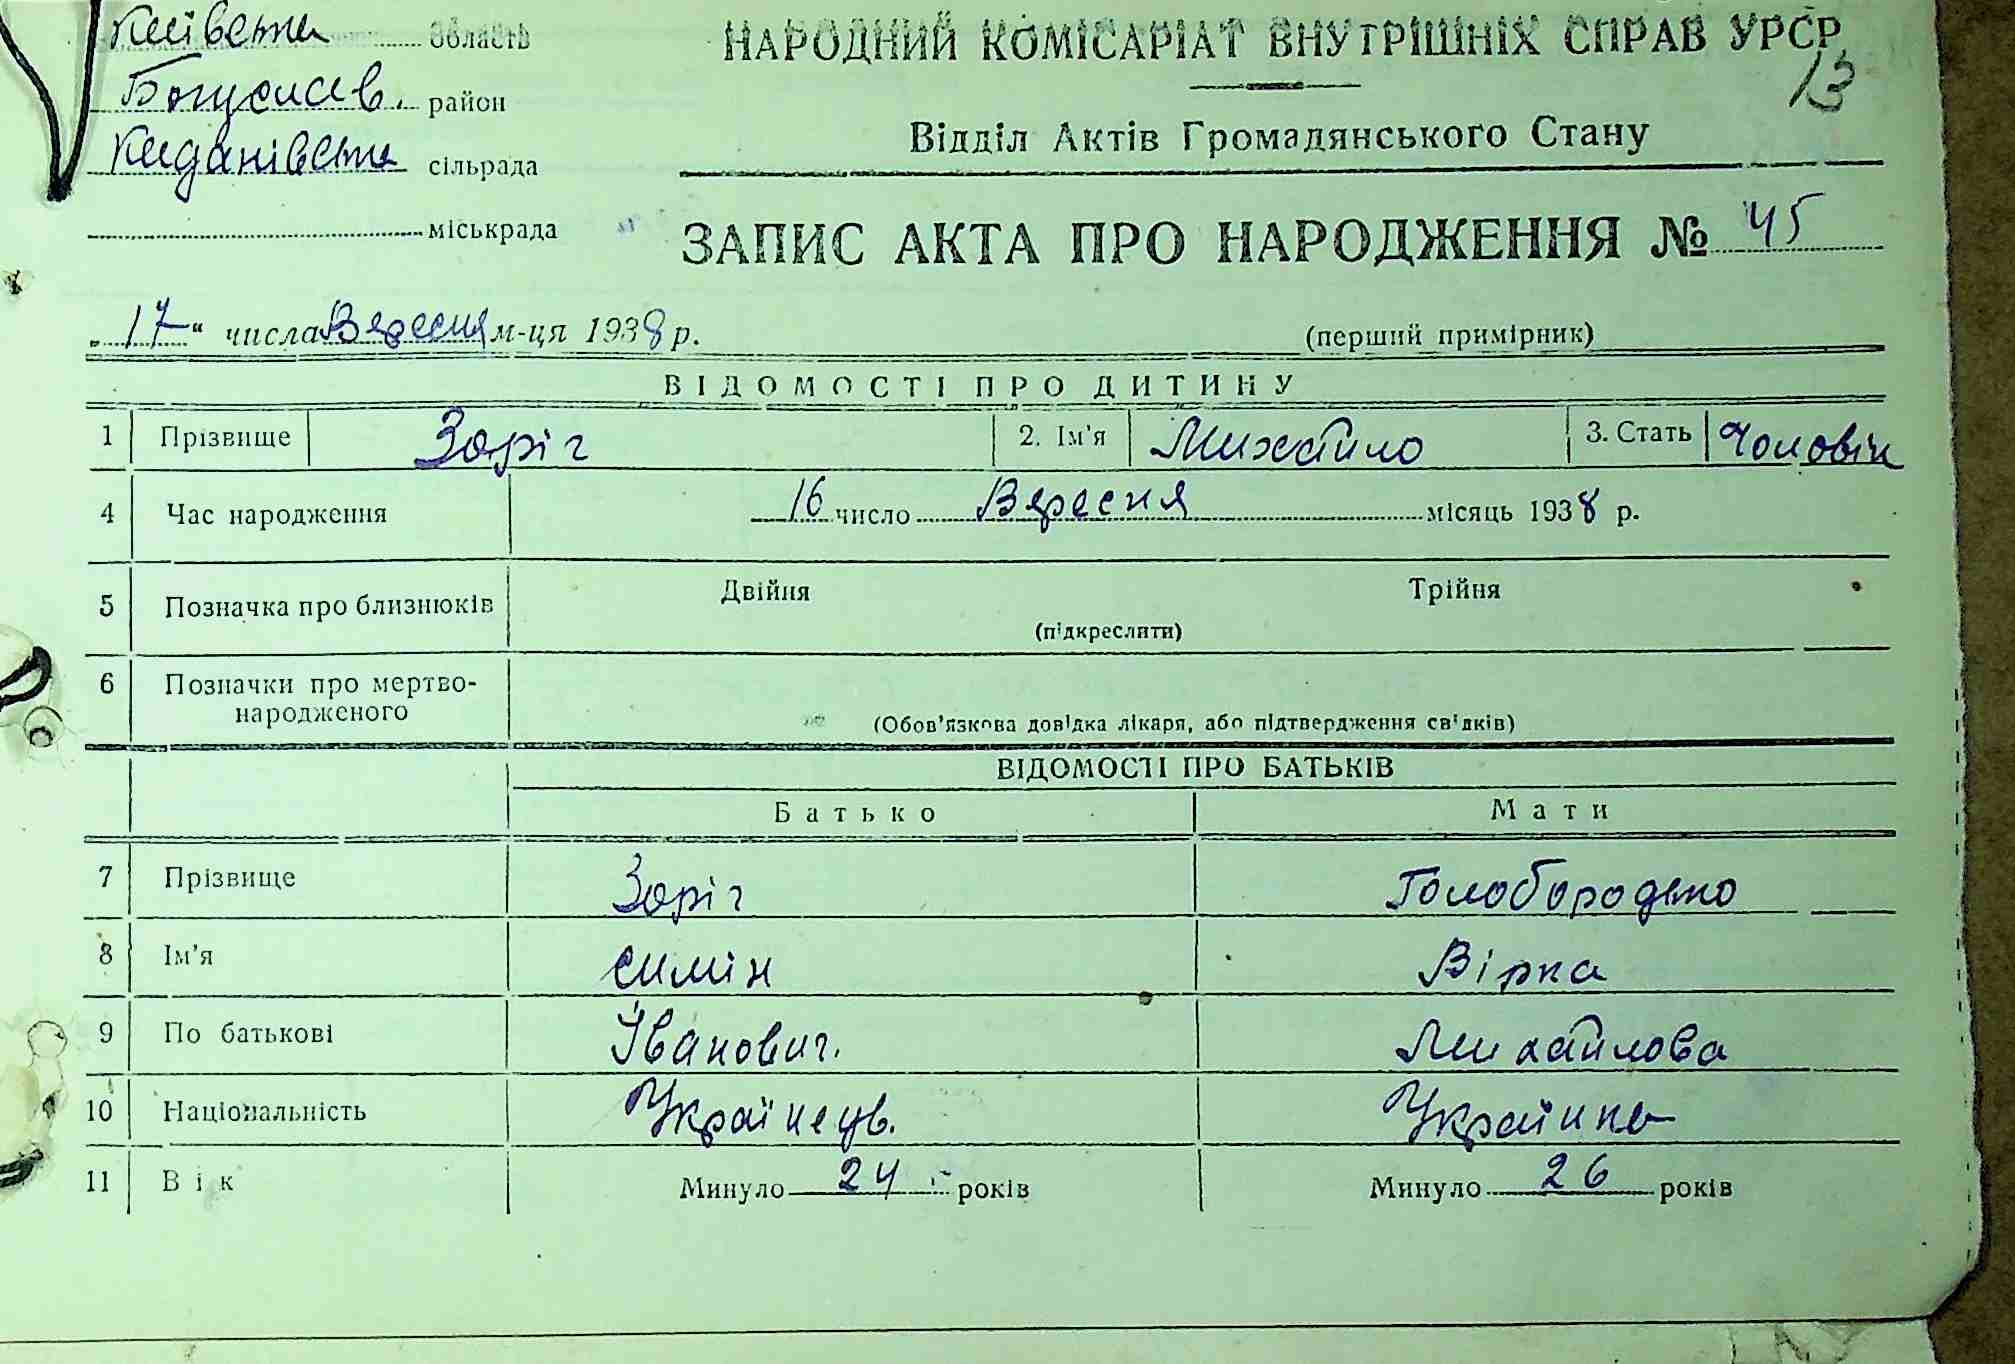 Київська область
Богуслав. район
Киданівська сільрада
міськрада
НАРОДНИЙ КОМІСАРІАТ ВНУТРІШНІХ СПРАВ УРСР
13
Відділ Актів Громадянського Стану
ЗАПИС АКТА ПРО НАРОДЖЕННЯ № 45
„17“ числа Вересня м-ця 1938 р.
(перший примірник)
ВІДОМОСТІ ПРО ДИТИНУ
1 Прізвище Зоріг 2. Ім'я Михайло 3. Стать Чоловік
4 Час народження 16 число Вересня місяць 1938 р.
5 Позначка про близнюків Двійня Трійня
(підкреслити)
6 Позначки про мертво-
народженого
(Обов'язкова довідка лікаря, або підтвердження свідків)
ВІДОМОСТІ ПРО БАТЬКІВ
Батько Мати
7 Прізвище Зоріг Голобородько
8 Ім'я Симін Вірка
9 По батькові Іванович. Михайлова
10 Національність Українець.
11 Вік Минуло 24 років Минуло 26 років